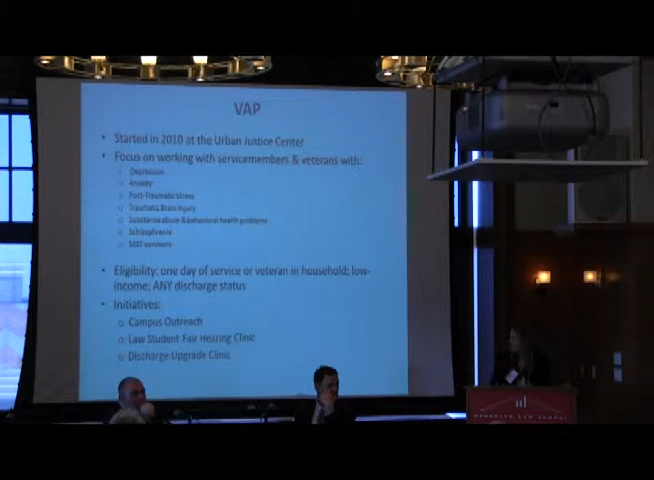 VAP
• Started in 2010 at the Urban Justice Center
• Focus on working with servicemembers & veterans with:
o Depression
o Anxiety
o Post-Traumatic Stress
o Traumatic Brain Injury
o Substance abuse & behavioral health problems
o Schizophrenia
o MST survivors
• Eligibility: one day of service or veteran in household; low-
income; ANY discharge status
• Initiatives:
o Campus Outreach
o Law Student Fair Hearing Clinic
o Discharge Upgrade Clinic
BROOKLYN LAW SCHOOL